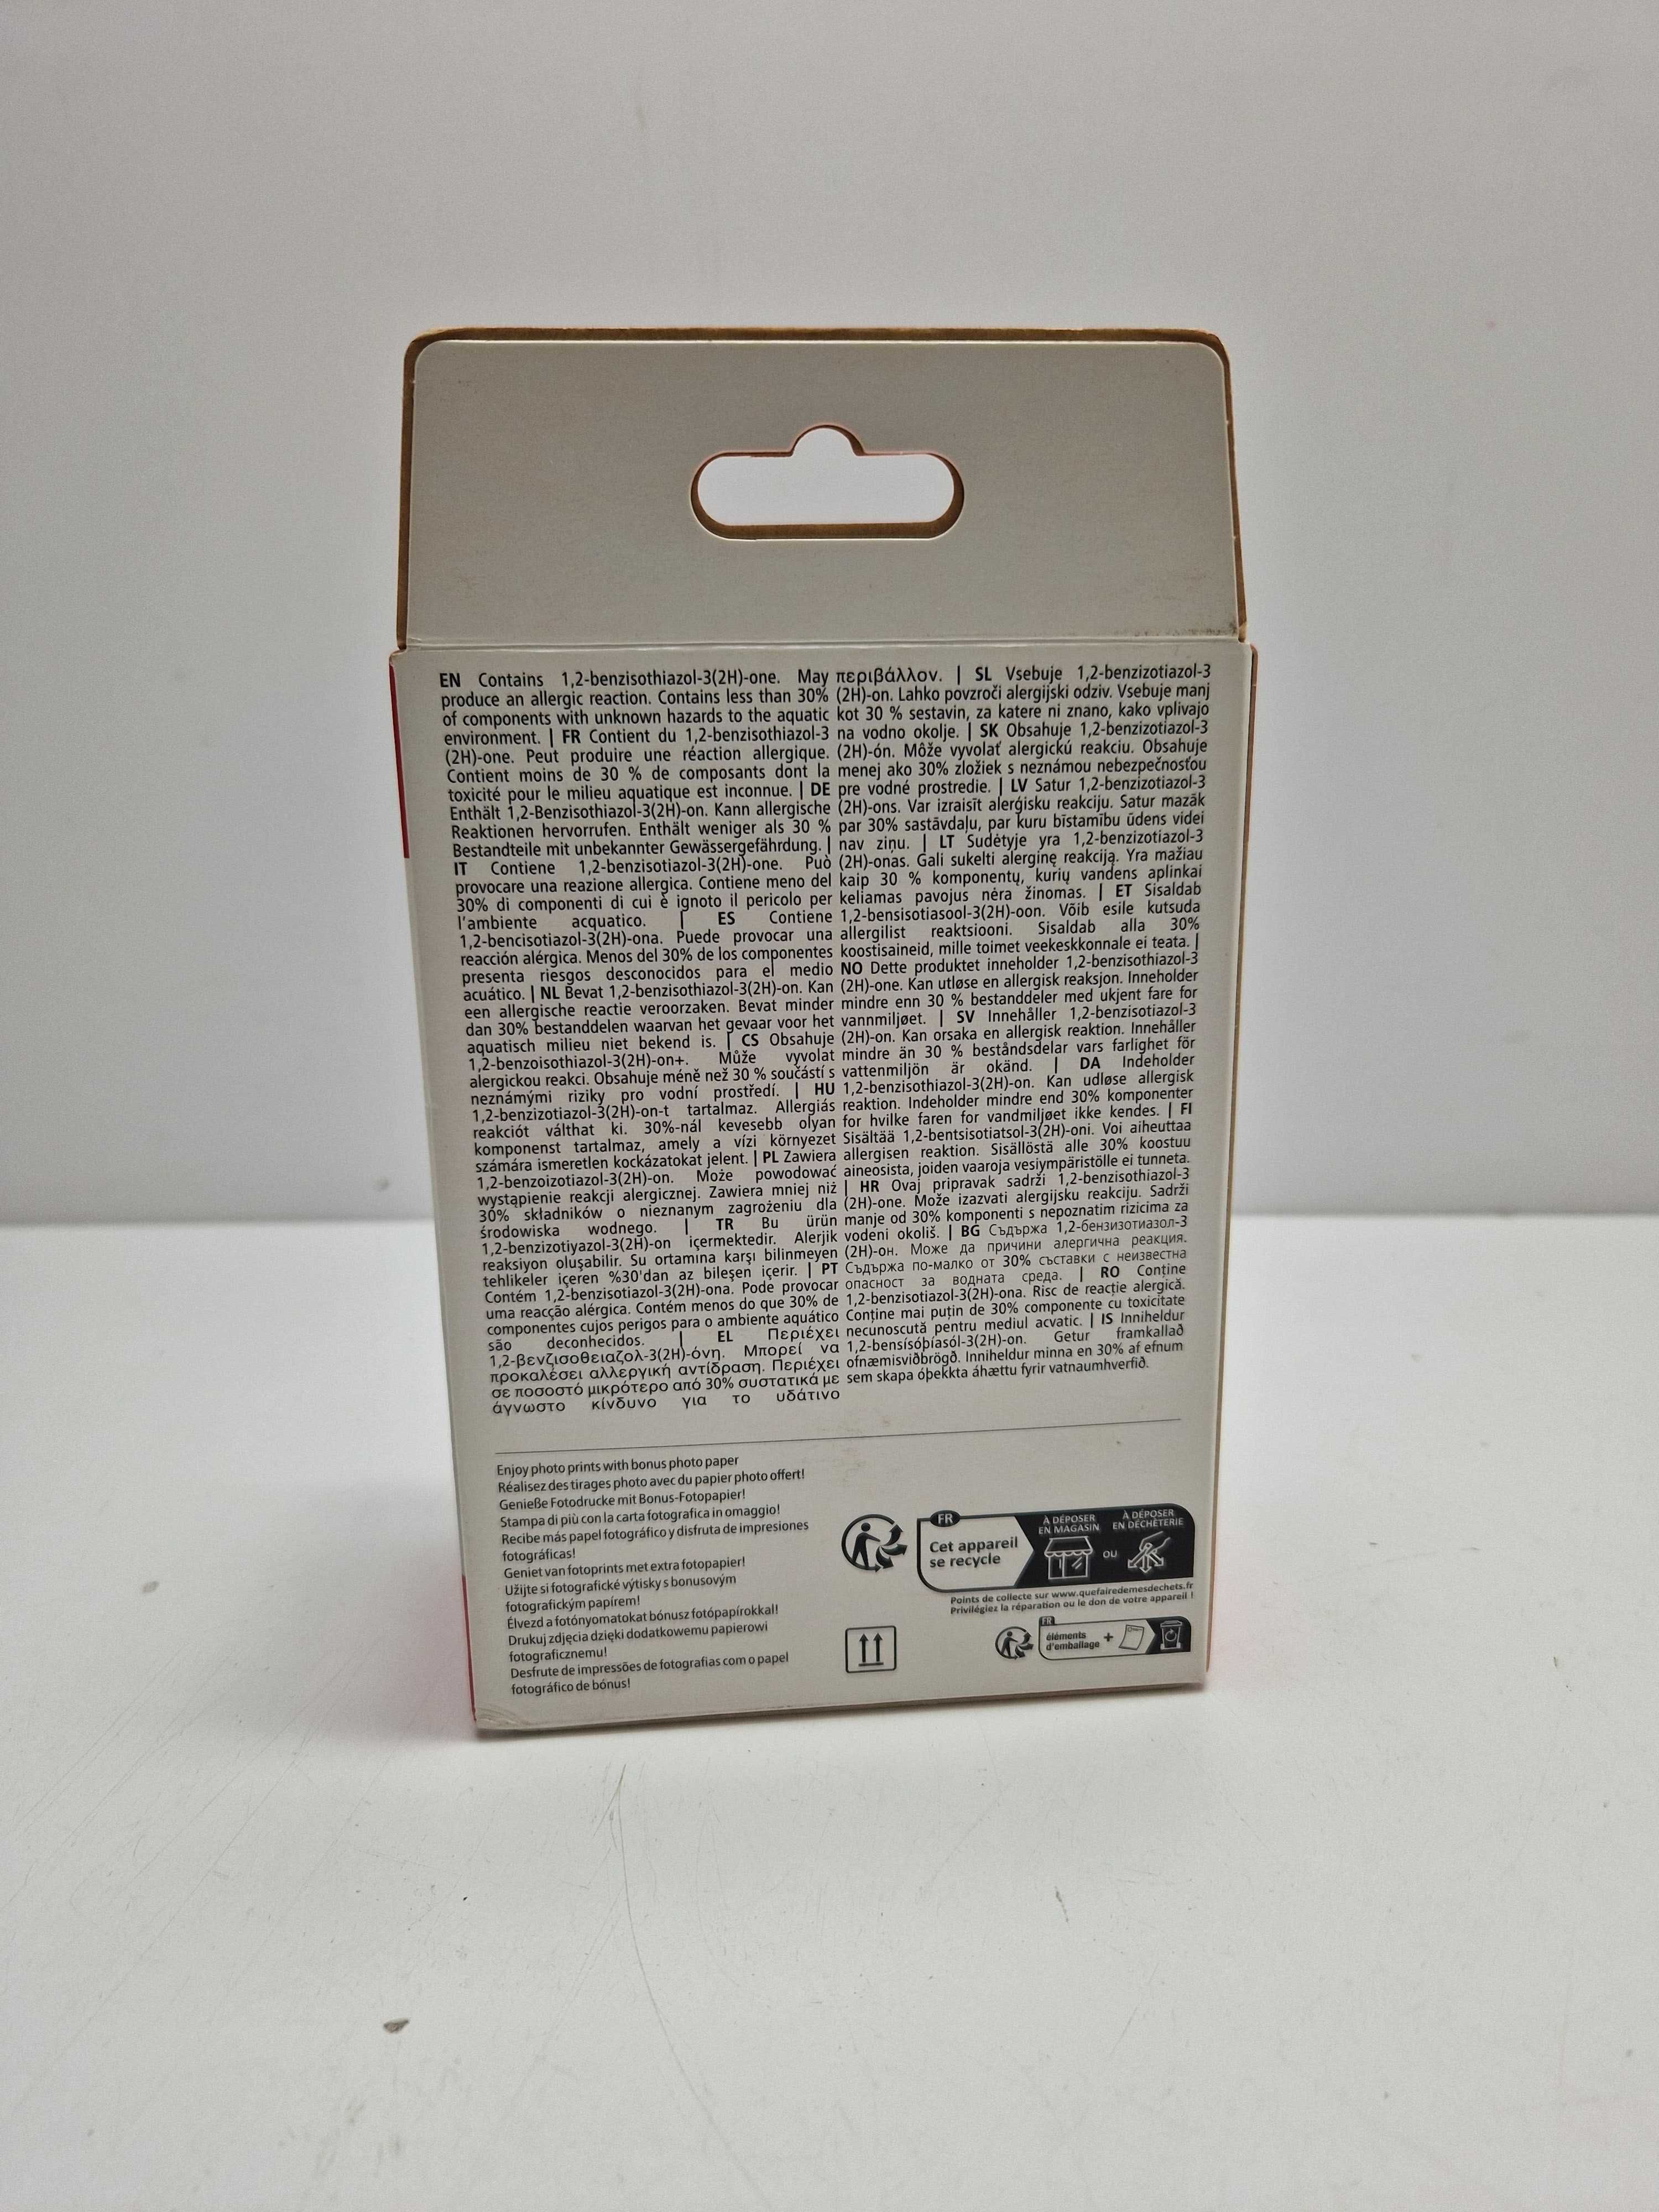 EN Contains 1,2-benzisothiazol-3(2H)-one. May
produce an allergic reaction. Contains less than 30%
of components with unknown hazards to the aquatic
environment. | FR Contient du 1,2-benzisothiazol-3
(2H)-one. Peut produire une réaction allergique.
Contient moins de 30 % de composants dont la
toxicité pour le milieu aquatique est inconnue. | DE
Enthält 1,2-Benzisothiazol-3(2H)-on. Kann allergische
Reaktionen hervorrufen. Enthält weniger als 30 %
Bestandteile mit unbekannter Gewässergefährdung. |
IT Contiene 1,2-benzisotiazol-3(2H)-one. Può
provocare una reazione allergica. Contiene meno del
30% di componenti di cui è ignoto il pericolo per
l'ambiente acquatico. | ES Contiene
1,2-bencisotiazol-3(2H)-ona. Puede provocar una
reacción alérgica. Menos del 30% de los componentes
presenta riesgos desconocidos para el medio
acuático. | NL Bevat 1,2-benzisothiazol-3(2H)-on. Kan
een allergische reactie veroorzaken. Bevat minder
dan 30% bestanddelen waarvan het gevaar voor het
aquatisch milieu niet bekend is. | CS Obsahuje
1,2-benzoisothiazol-3(2H)-on+. Může vyvolat
alergickou reakci. Obsahuje méně než 30 % součástí s
neznámými riziky pro vodní prostředí. | HU
1,2-benzizotiazol-3(2H)-on-t tartalmaz. Allergiás
reakciót válthat ki. 30%-nál kevesebb olyan
komponenst tartalmaz, amely a vízi környezet
számára ismeretlen kockázatokat jelent. | PL Zawiera
1,2-benzoizotiazol-3(2H)-on. Może powodować
wystąpienie reakcji alergicznej. Zawiera mniej niż
30% składników o nieznanym zagrożeniu dla
środowiska wodnego. | TR Bu ürün
1,2-benzizotiyazol-3(2H)-on içermektedir. Alerjik
reaksiyon oluşabilir. Su ortamına karşı bilinmeyen
tehlikeler içeren %30'dan az bileşen içerir. | PT
Contém 1,2-benzisotiazol-3(2H)-ona. Pode provocar
uma reacção alérgica. Contém menos do que 30% de
componentes cujos perigos para o ambiente aquático
são deconhecidos. | EL Περιέχει
1,2-βενζισοθειαζολ-3(2H)-όνη. Μπορεί να
προκαλέσει αλλεργική αντίδραση. Περιέχει
σε ποσοστό μικρότερο από 30% συστατικά με
άγνωστο κίνδυνο για το υδάτινο
περιβάλλον. | SL Vsebuje 1,2-benzizotiazol-3
(2H)-on. Lahko povzroči alergijski odziv. Vsebuje manj
kot 30 % sestavin, za katere ni znano, kako vplivajo
na vodno okolje. | SK Obsahuje 1,2-benzizotiazol-3
(2H)-ón. Môže vyvolať alergickú reakciu. Obsahuje
menej ako 30% zložiek s neznámou nebezpečnosťou
pre vodné prostredie. | LV Satur 1,2-benzizotiazol-3
(2H)-ons. Var izraisīt alerģisku reakciju. Satur mazāk
par 30% sastāvdaļu, par kuru bīstamību ūdens videi
nav ziņu. | LT Sudėtyje yra 1,2-benzizotiazol-3
(2H)-onas. Gali sukelti alerginę reakciją. Yra mažiau
kaip 30 % komponentų, kurių vandens aplinkai
keliamas pavojus nėra žinomas. | ET Sisaldab
1,2-bensisotiasool-3(2H)-oon. Võib esile kutsuda
allergilist reaktsiooni. Sisaldab alla 30%
koostisaineid, mille toimet veekeskkonnale ei teata. |
NO Dette produktet inneholder 1,2-benzisothiazol-3
(2H)-one. Kan utløse en allergisk reaksjon. Inneholder
mindre enn 30 % bestanddeler med ukjent fare for
vannmiljøet. | SV Innehåller 1,2-benzisotiazol-3
(2H)-on. Kan orsaka en allergisk reaktion. Innehåller
mindre än 30 % beståndsdelar vars farlighet för
vattenmiljön är okänd. | DA Indeholder
1,2-benzisothiazol-3(2H)-on. Kan udløse allergisk
reaktion. Indeholder mindre end 30% komponenter
for hvilke faren for vandmiljøet ikke kendes. | FI
Sisältää 1,2-bentsisotiatsol-3(2H)-oni. Voi aiheuttaa
allergisen reaktion. Sisällöstä alle 30% koostuu
aineosista, joiden vaaroja vesiympäristölle ei tunneta.
| HR Ovaj pripravak sadrži 1,2-benzisothiazol-3
(2H)-one. Može izazvati alergijsku reakciju. Sadrži
manje od 30% komponenti s nepoznatim rizicima za
vodeni okoliš. | BG Съдържа 1,2-бензизотиазол-3
(2H)-он. Може да причини алергична реакция.
Съдържа по-малко от 30% съставки с неизвестна
опасност за водната среда. | RO Conține
1,2-benzisotiazol-3(2H)-ona. Risc de reacție alergică.
Conține mai puțin de 30% componente cu toxicitate
necunoscută pentru mediul acvatic. | IS Inniheldur
1,2-bensísóþíasól-3(2H)-on. Getur framkallað
ofnæmisviðbrögð. Inniheldur minna en 30% af efnum
sem skapa óþekkta áhættu fyrir vatnaumhverfið.
Enjoy photo prints with bonus photo paper
Réalisez des tirages photo avec du papier photo offert!
Genieße Fotodrucke mit Bonus-Fotopapier!
Stampa di più con la carta fotografica in omaggio!
Recibe más papel fotográfico y disfruta de impresiones
fotográficas!
Geniet van fotoprints met extra fotopapier!
Užijte si fotografické výtisky s bonusovým
fotografickým papírem!
Élvezd a fotónyomatokat bónusz fotópapírokkal!
Drukuj zdjęcia dzięki dodatkowemu papierowi
fotograficznemu!
Desfrute de impressões de fotografias com o papel
fotográfico de bónus!
FR
Cet appareil
se recycle
À DÉPOSER
EN MAGASIN
OU
À DÉPOSER
EN DÉCHÈTERIE
Points de collecte sur www.quefairedemesdechets.fr
Privilégiez la réparation ou le don de votre appareil !
FR
éléments
d'emballage
+